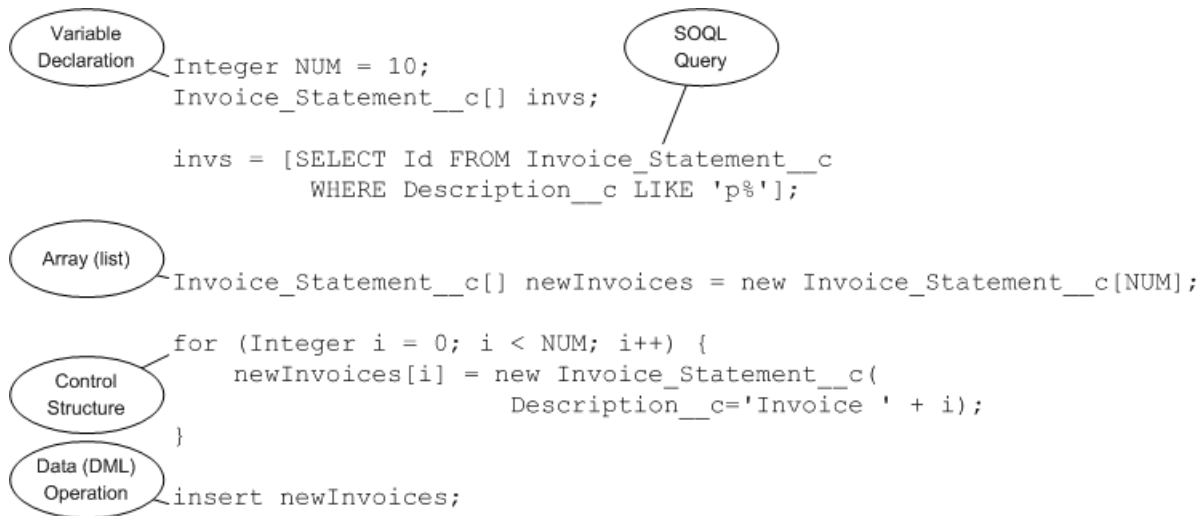 Variable
Declaration
SOQL
Query
Integer NUM = 10;
Invoice_Statement__c[] invs;
invs = [SELECT Id FROM Invoice_Statement__c
WHERE Description__c LIKE 'p%'];
Array (list)
Invoice_Statement__c[] newInvoices = new Invoice_Statement__c[NUM];
for (Integer i = 0; i < NUM; i++) {
newInvoices[i] = new Invoice_Statement__c(
Control
Structure
Description__c='Invoice ' + i);
}
Data (DML)
Operation
insert newInvoices;